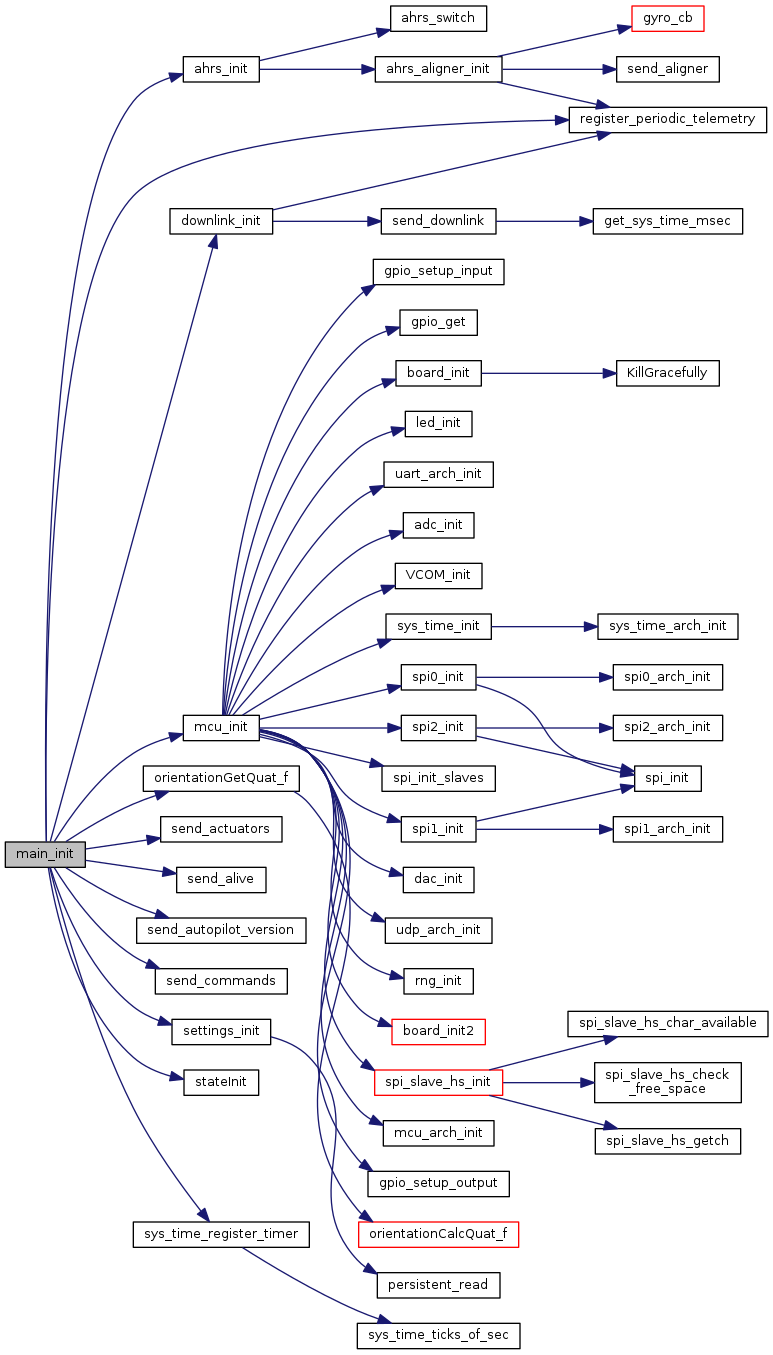 ahrs_switch
gyro_cb
ahrs_init
ahrs_aligner_init
send_aligner
register_periodic_telemetry
downlink_init
send_downlink
get_sys_time_msec
gpio_setup_input
gpio_get
board_init
KillGracefully
led_init
uart_arch_init
adc_init
VCOM_init
sys_time_init
sys_time_arch_init
spi0_init
spi0_arch_init
mcu_init
spi2_init
spi2_arch_init
orientationGetQuat_f
spi_init_slaves
spi_init
send_actuators
spi1_init
spi1_arch_init
main_init
send_alive
dac_init
send_autopilot_version
udp_arch_init
send_commands
rng_init
settings_init
board_init2
spi_slave_hs_char_available
stateInit
spi_slave_hs_init
spi_slave_hs_check
_free_space
mcu_arch_init
spi_slave_hs_getch
gpio_setup_output
sys_time_register_timer
orientationCalcQuat_f
persistent_read
sys_time_ticks_of_sec